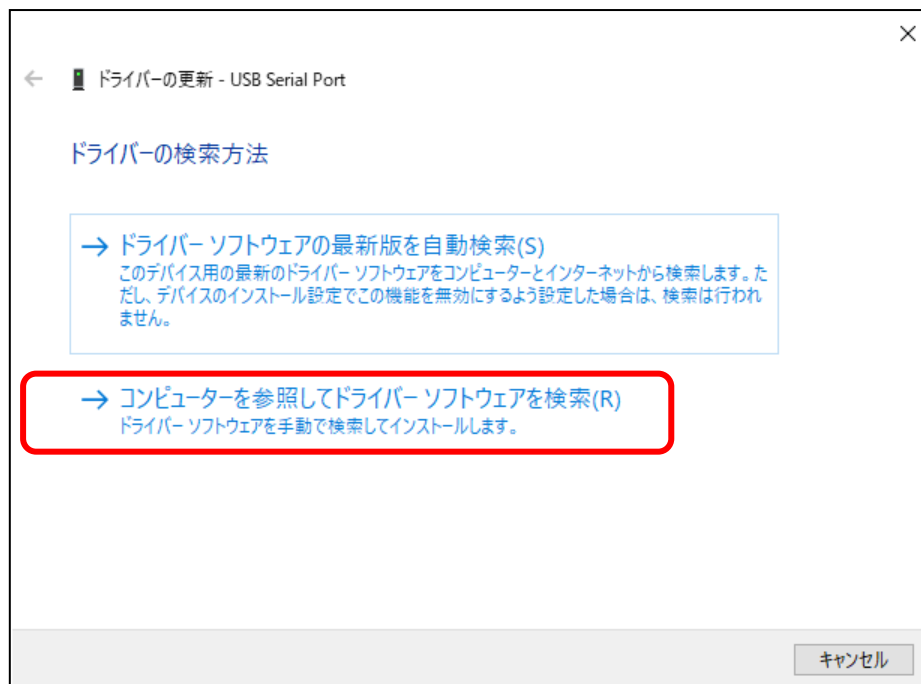 ドライバーの更新 - USB Serial Port
ドライバーの検索方法
→ ドライバー ソフトウェアの最新版を自動検索(S)
このデバイス用の最新のドライバー ソフトウェアをコンピューターとインターネットから検索します。た
だし、デバイスのインストール設定でこの機能を無効にするよう設定した場合は、検索は行われ
ません。
→ コンピューターを参照してドライバー ソフトウェアを検索(R)
ドライバー ソフトウェアを手動で検索してインストールします。
キャンセル